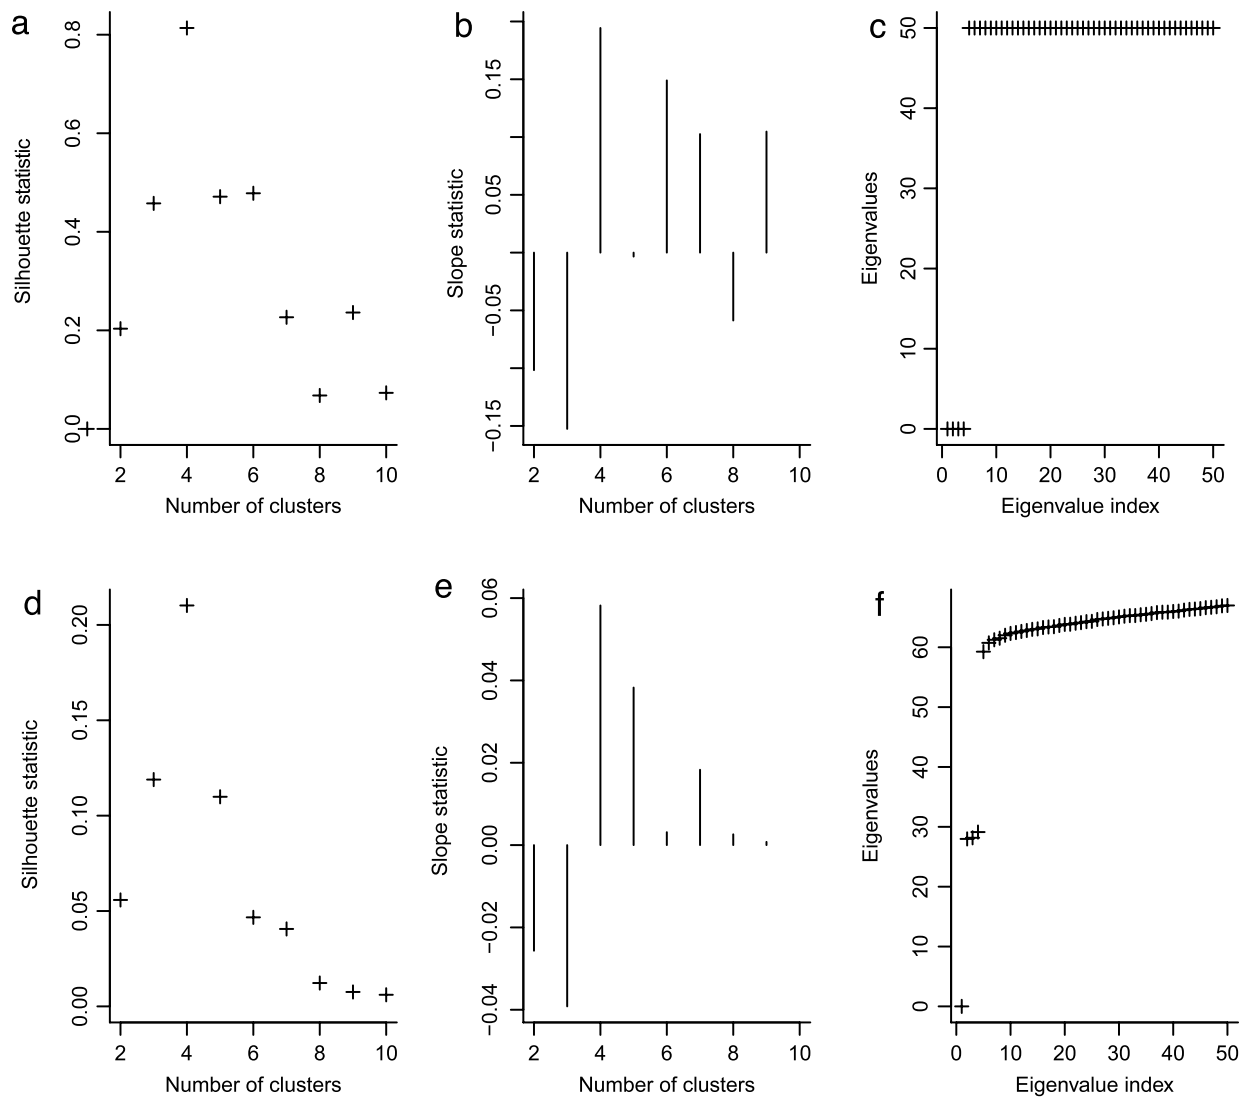 a
0.8
0.6
0.4
0.2
0.0
Silhouette statistic
2 4 6 8 10
Number of clusters
b
0.15
0.05
−0.05
−0.15
Slope statistic
2 4 6 8 10
Number of clusters
c
50
40
30
20
10
0
Eigenvalues
0 10 20 30 40 50
Eigenvalue index
d
0.20
0.15
0.10
0.05
0.00
Silhouette statistic
2 4 6 8 10
Number of clusters
e
0.06
0.04
0.02
0.00
−0.02
−0.04
Slope statistic
2 4 6 8 10
Number of clusters
f
60
50
40
30
20
10
0
Eigenvalues
0 10 20 30 40 50
Eigenvalue index